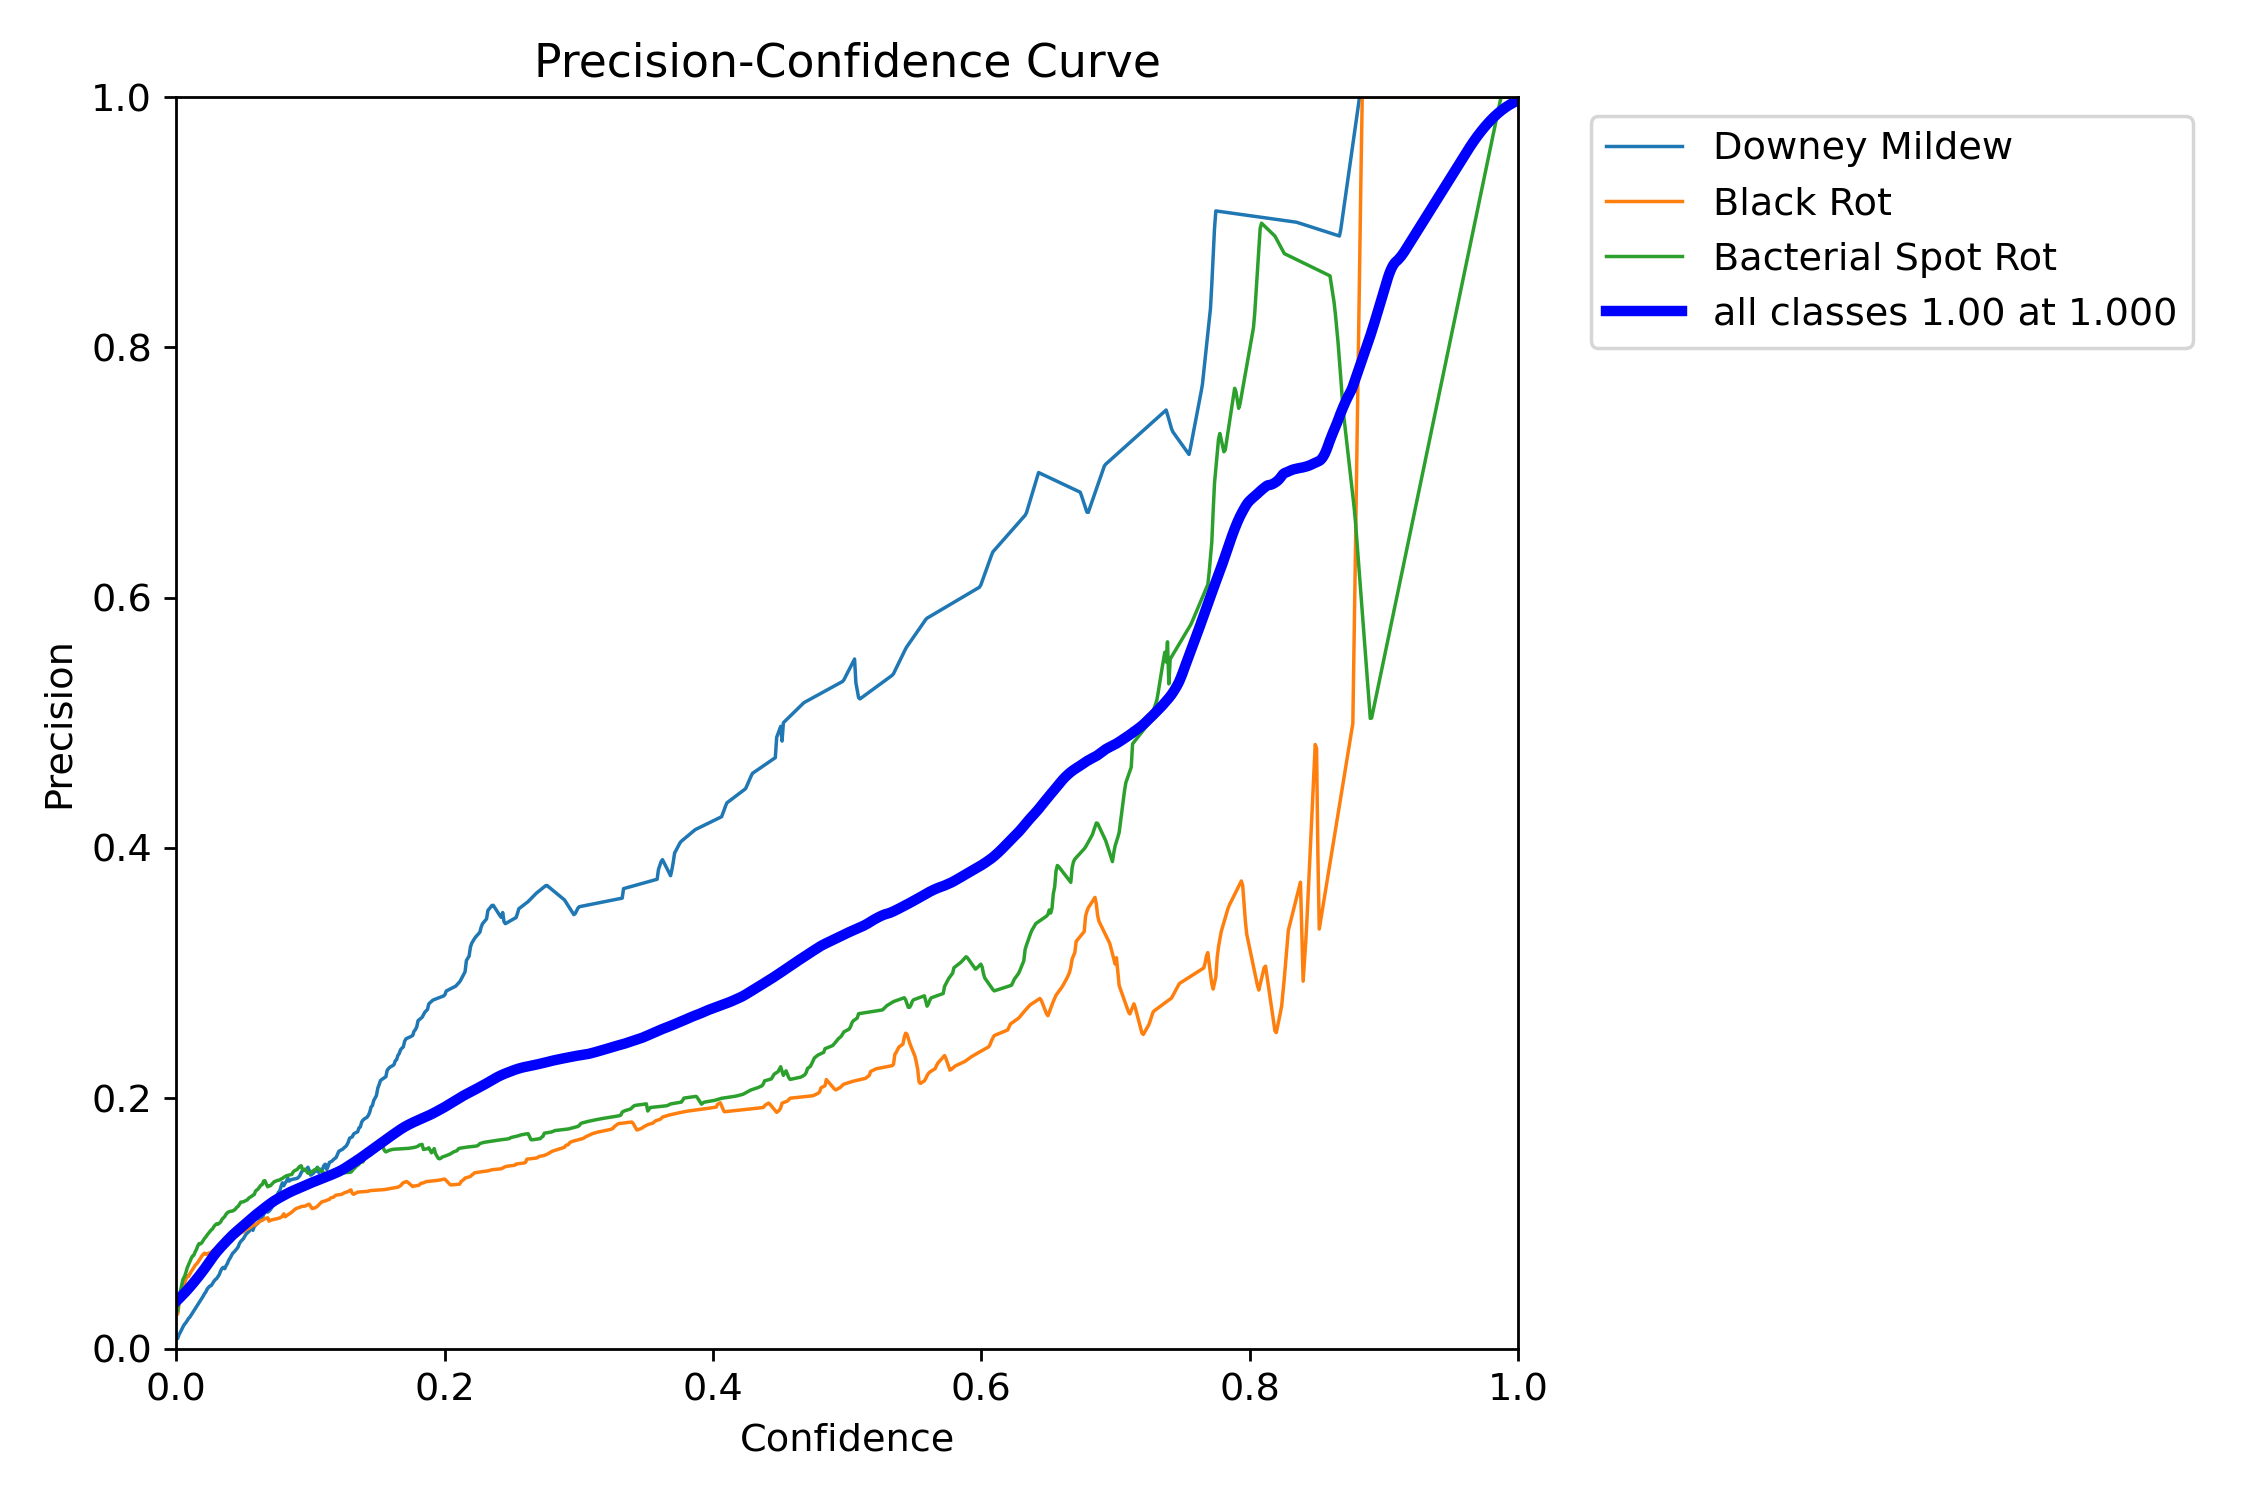 Precision-Confidence Curve
1.0
0.8
0.6
0.4
0.2
0.0
Precision
0.0 0.2 0.4 0.6 0.8 1.0
Confidence
Downey Mildew
Black Rot
Bacterial Spot Rot
all classes 1.00 at 1.000